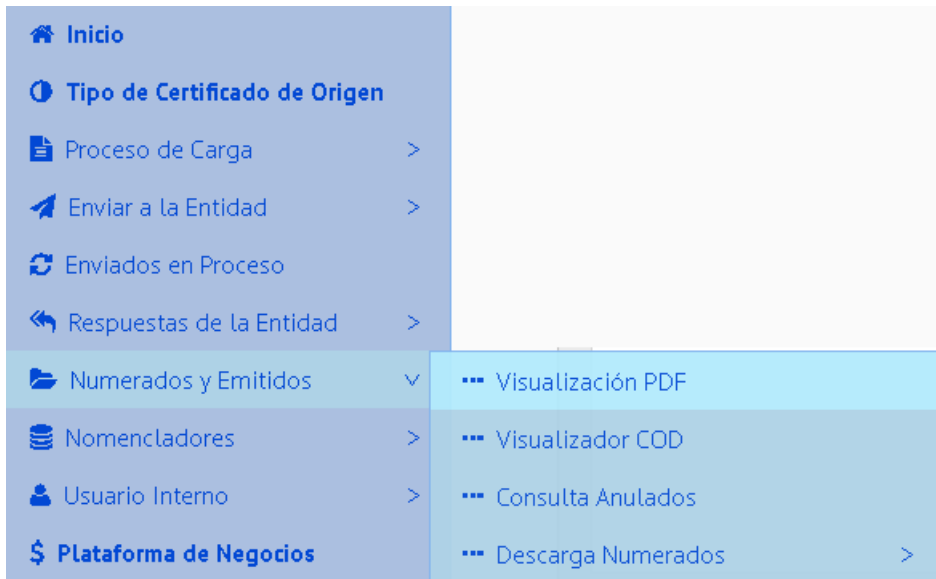 Inicio
Tipo de Certificado de Origen
Proceso de Carga >
Enviar a la Entidad >
Enviados en Proceso
Respuestas de la Entidad >
Numerados y Emitidos
Visualización PDF
Visualizador COD
Consulta Anulados
Descarga Numerados >
Nomencladores >
Usuario Interno >
$ Plataforma de Negocios